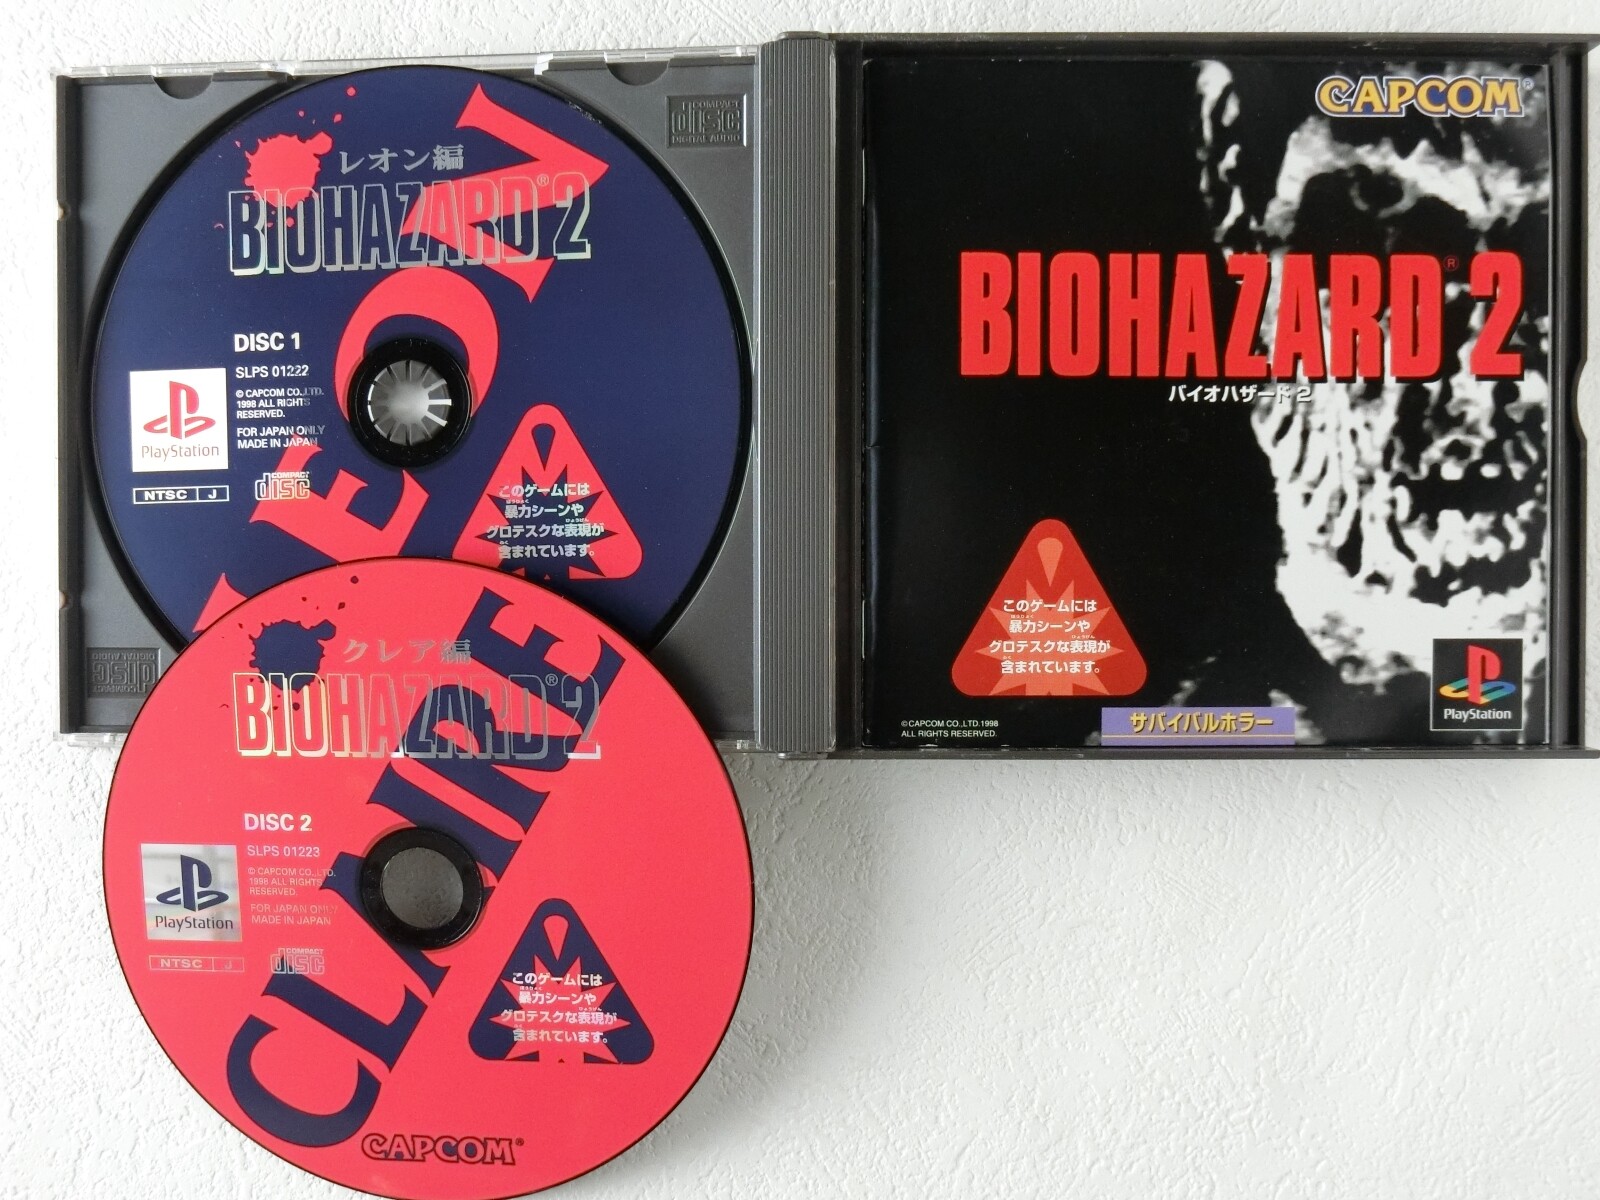 レオン編
BIOHAZARD® 2
LEON
DISC 1
SLPS 01222
© CAPCOM CO.,LTD.
1998 ALL RIGHTS
RESERVED.
FOR JAPAN ONLY
MADE IN JAPAN
PlayStation
NTSC J
COMPACT
disc
このゲームには
暴力シーンや
グロテスクな表現が
含まれています。
COMPACT
disc
DIGITAL AUDIO
COMPACT
disc
DIGITAL AUDIO
クレア編
BIOHAZARD® 2
CLAIRE
DISC 2
SLPS 01223
© CAPCOM CO.,LTD.
1998 ALL RIGHTS
RESERVED.
FOR JAPAN ONLY
MADE IN JAPAN
PlayStation
NTSC J
COMPACT
disc
このゲームには
暴力シーンや
グロテスクな表現が
含まれています。
CAPCOM®
CAPCOM®
BIOHAZARD® 2
バイオハザード2
このゲームには
暴力シーンや
グロテスクな表現が
含まれています。
©CAPCOM CO.,LTD.1998
ALL RIGHTS RESERVED.
サバイバルホラー
PlayStation